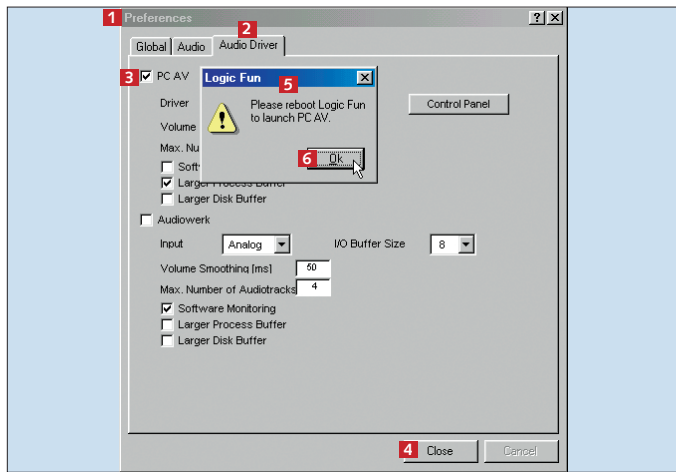 1 Preferences
2
Global Audio Audio Driver
3 PC AV
Logic Fun
5
Please reboot Logic Fun
to launch PC AV.
6 Ok
Driver
Control Panel
Volume
Max. Nu
Soft
Larger Process Buffer
Larger Disk Buffer
Audiowerk
Input Analog I/O Buffer Size 8
Volume Smoothing [ms] 50
Max. Number of Audiotracks 4
Software Monitoring
Larger Process Buffer
Larger Disk Buffer
4 Close Cancel